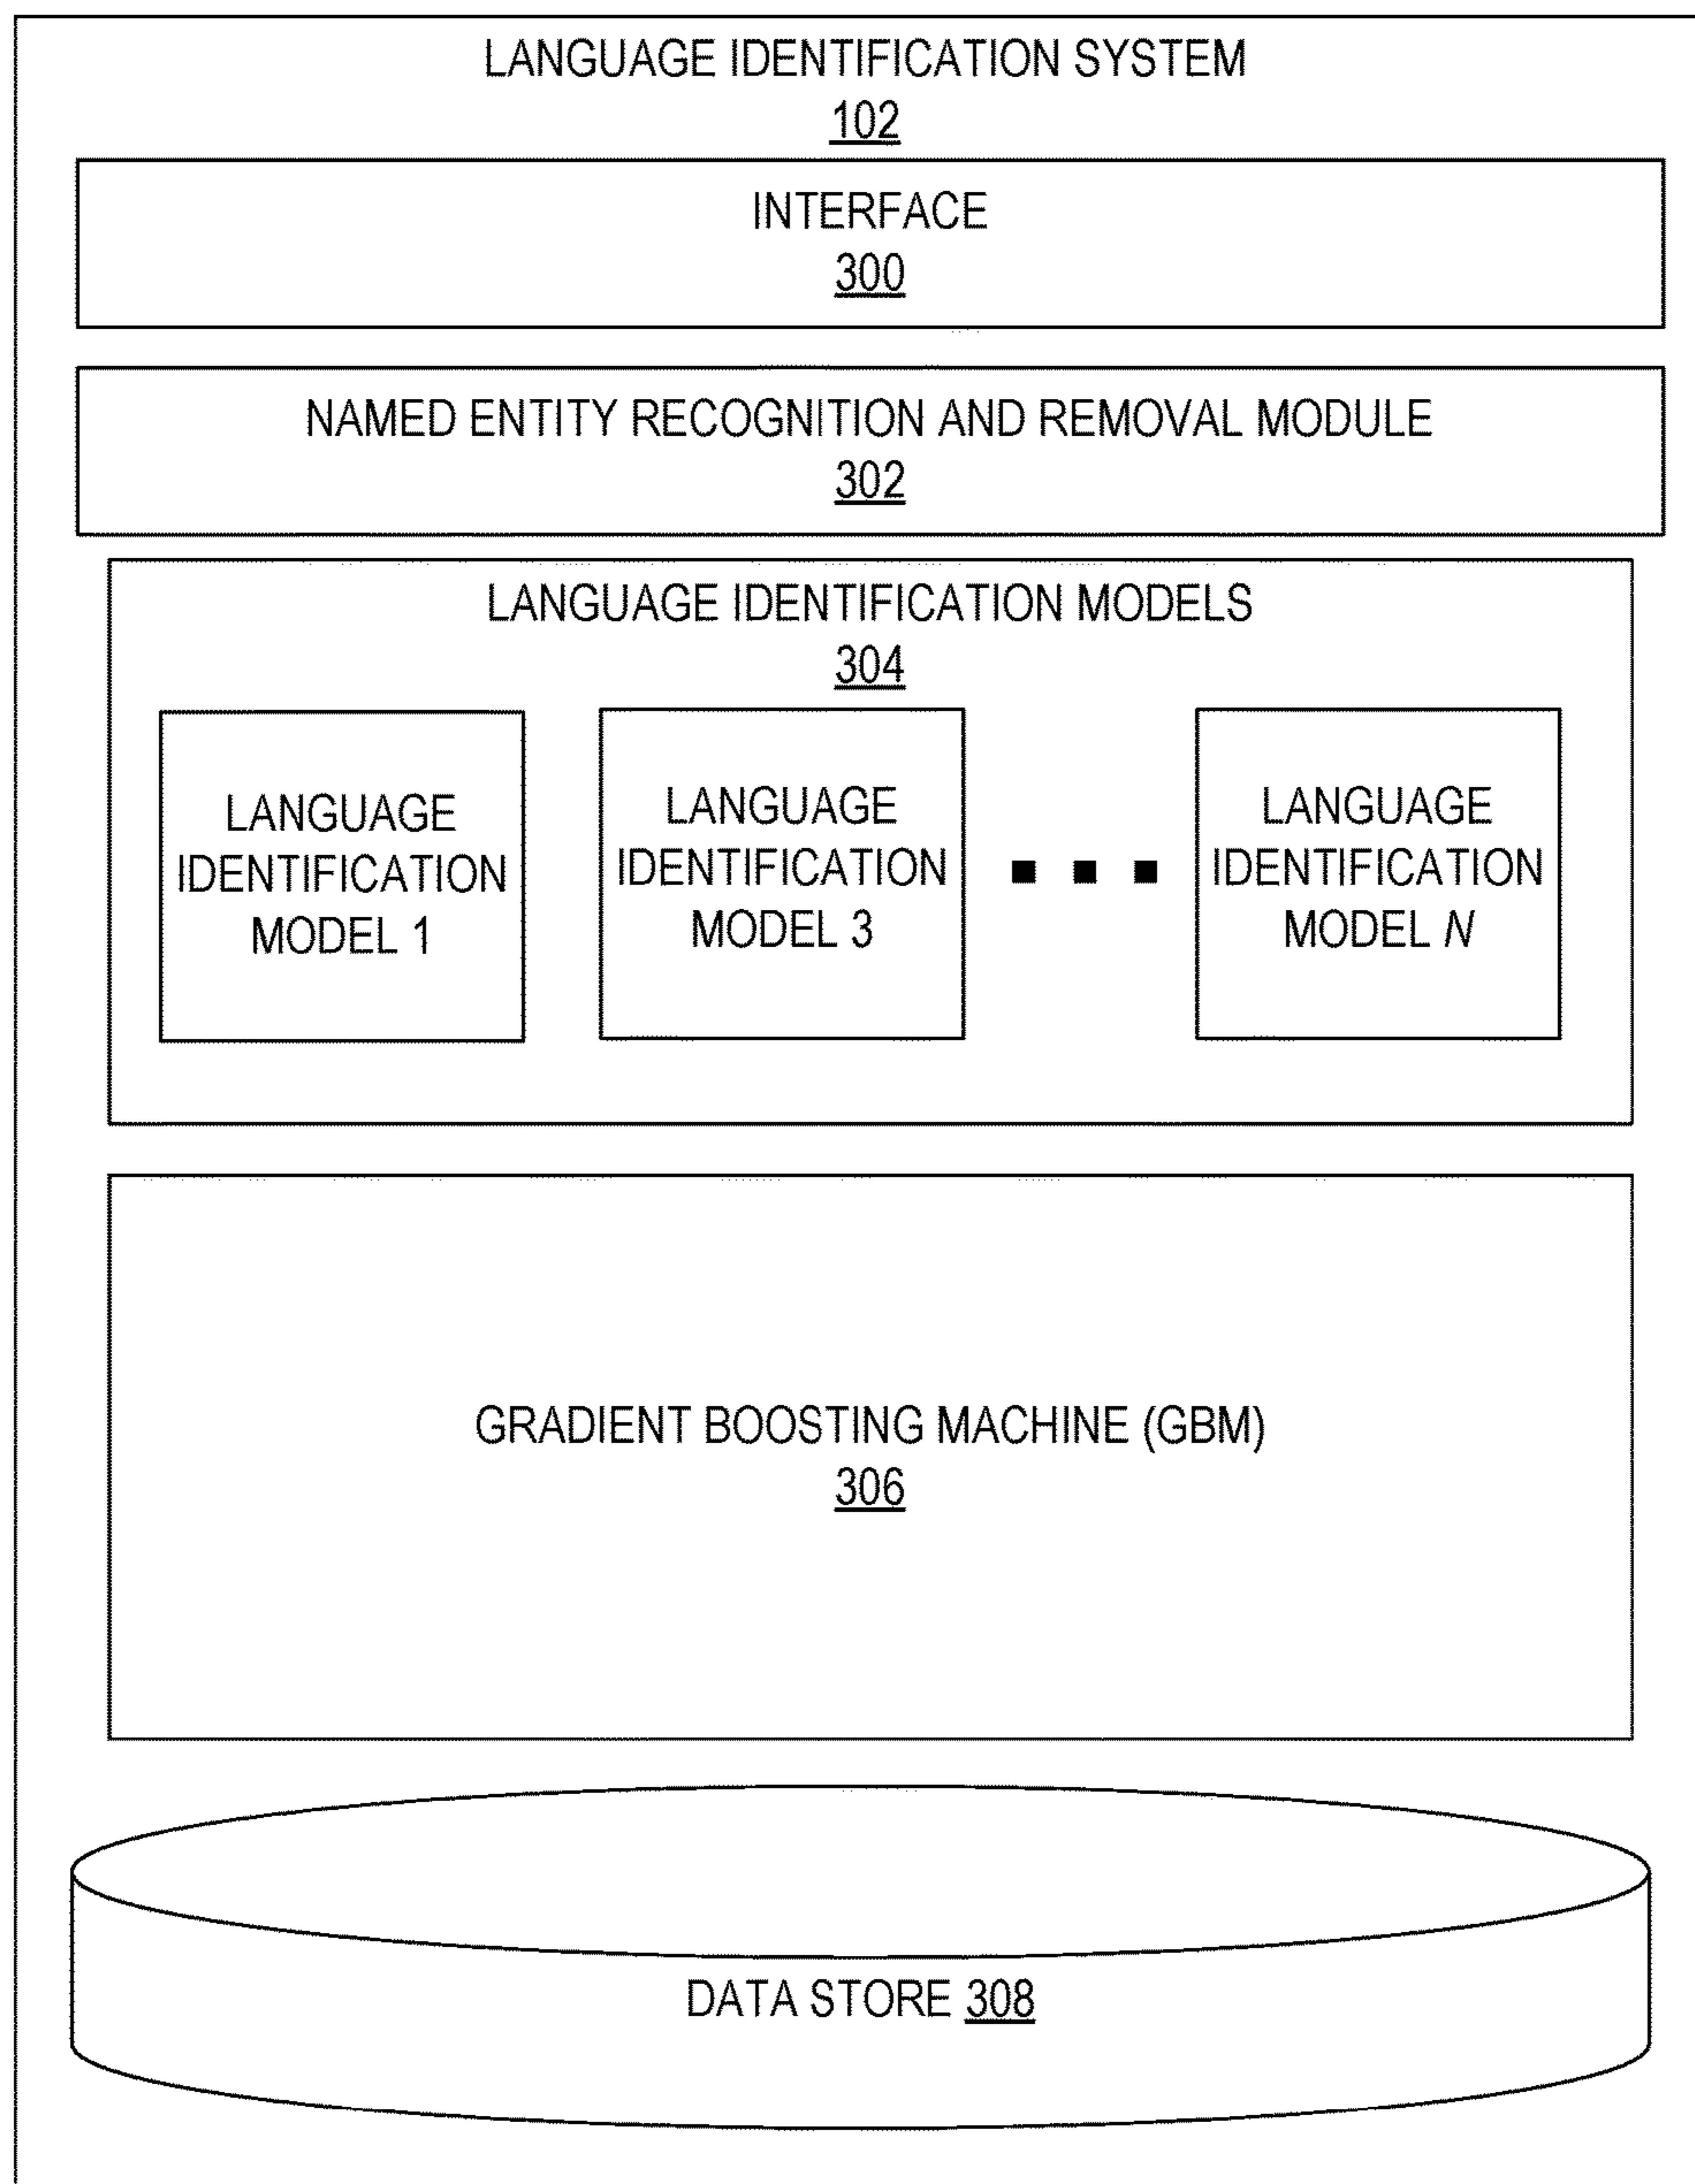 LANGUAGE IDENTIFICATION SYSTEM
102
INTERFACE
300
NAMED ENTITY RECOGNITION AND REMOVAL MODULE
302
LANGUAGE IDENTIFICATION MODELS
304
LANGUAGE
IDENTIFICATION
MODEL 1
LANGUAGE
IDENTIFICATION
MODEL 3
LANGUAGE
IDENTIFICATION
MODEL N
GRADIENT BOOSTING MACHINE (GBM)
306
DATA STORE 308